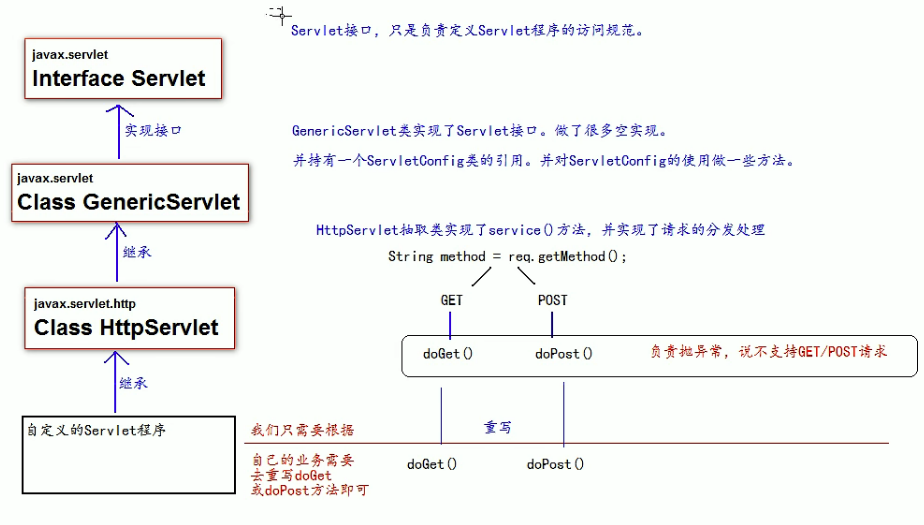 Servlet接口，只是负责定义Servlet程序的访问规范。
javax.servlet
Interface Servlet
实现接口
GenericServlet类实现了Servlet接口。做了很多空实现。
并持有一个ServletConfig类的引用。并对ServletConfig的使用做一些方法。
javax.servlet
Class GenericServlet
继承
HttpServlet抽取类实现了service()方法，并实现了请求的分发处理
String method = req.getMethod();
GET
POST
javax.servlet.http
Class HttpServlet
doGet()
doPost()
负责抛异常，说不支持GET/POST请求
继承
自定义的Servlet程序
我们只需要根据
重写
自己的业务需要
去重写doGet
或doPost方法即可
doGet()
doPost()